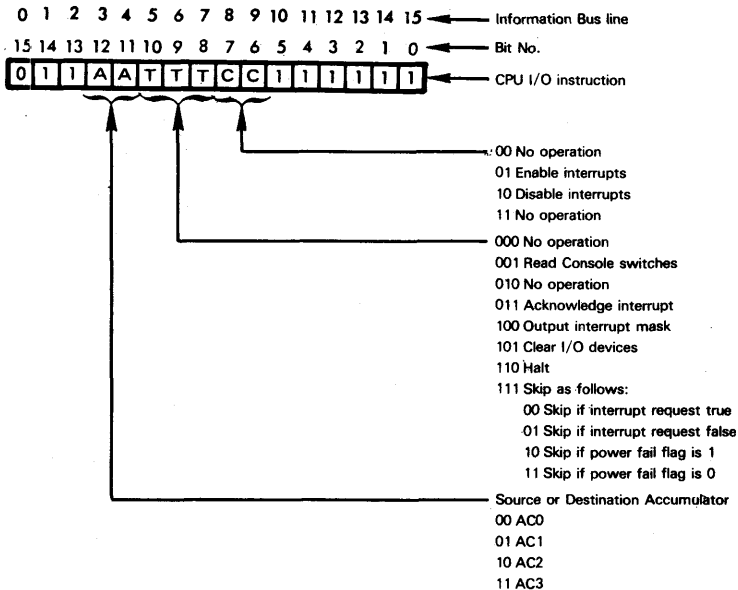 0 1 2 3 4 5 6 7 8 9 10 11 12 13 14 15 Information Bus line
15 14 13 12 11 10 9 8 7 6 5 4 3 2 1 0 Bit No.
0 1 1 A A T T T C C 1 1 1 1 1 1 CPU I/O instruction
00 No operation
01 Enable interrupts
10 Disable interrupts
11 No operation
000 No operation
001 Read Console switches
010 No operation
011 Acknowledge interrupt
100 Output interrupt mask
101 Clear I/O devices
110 Halt
111 Skip as follows:
00 Skip if interrupt request true
01 Skip if interrupt request false
10 Skip if power fail flag is 1
11 Skip if power fail flag is 0
Source or Destination Accumulator
00 AC0
01 AC1
10 AC2
11 AC3